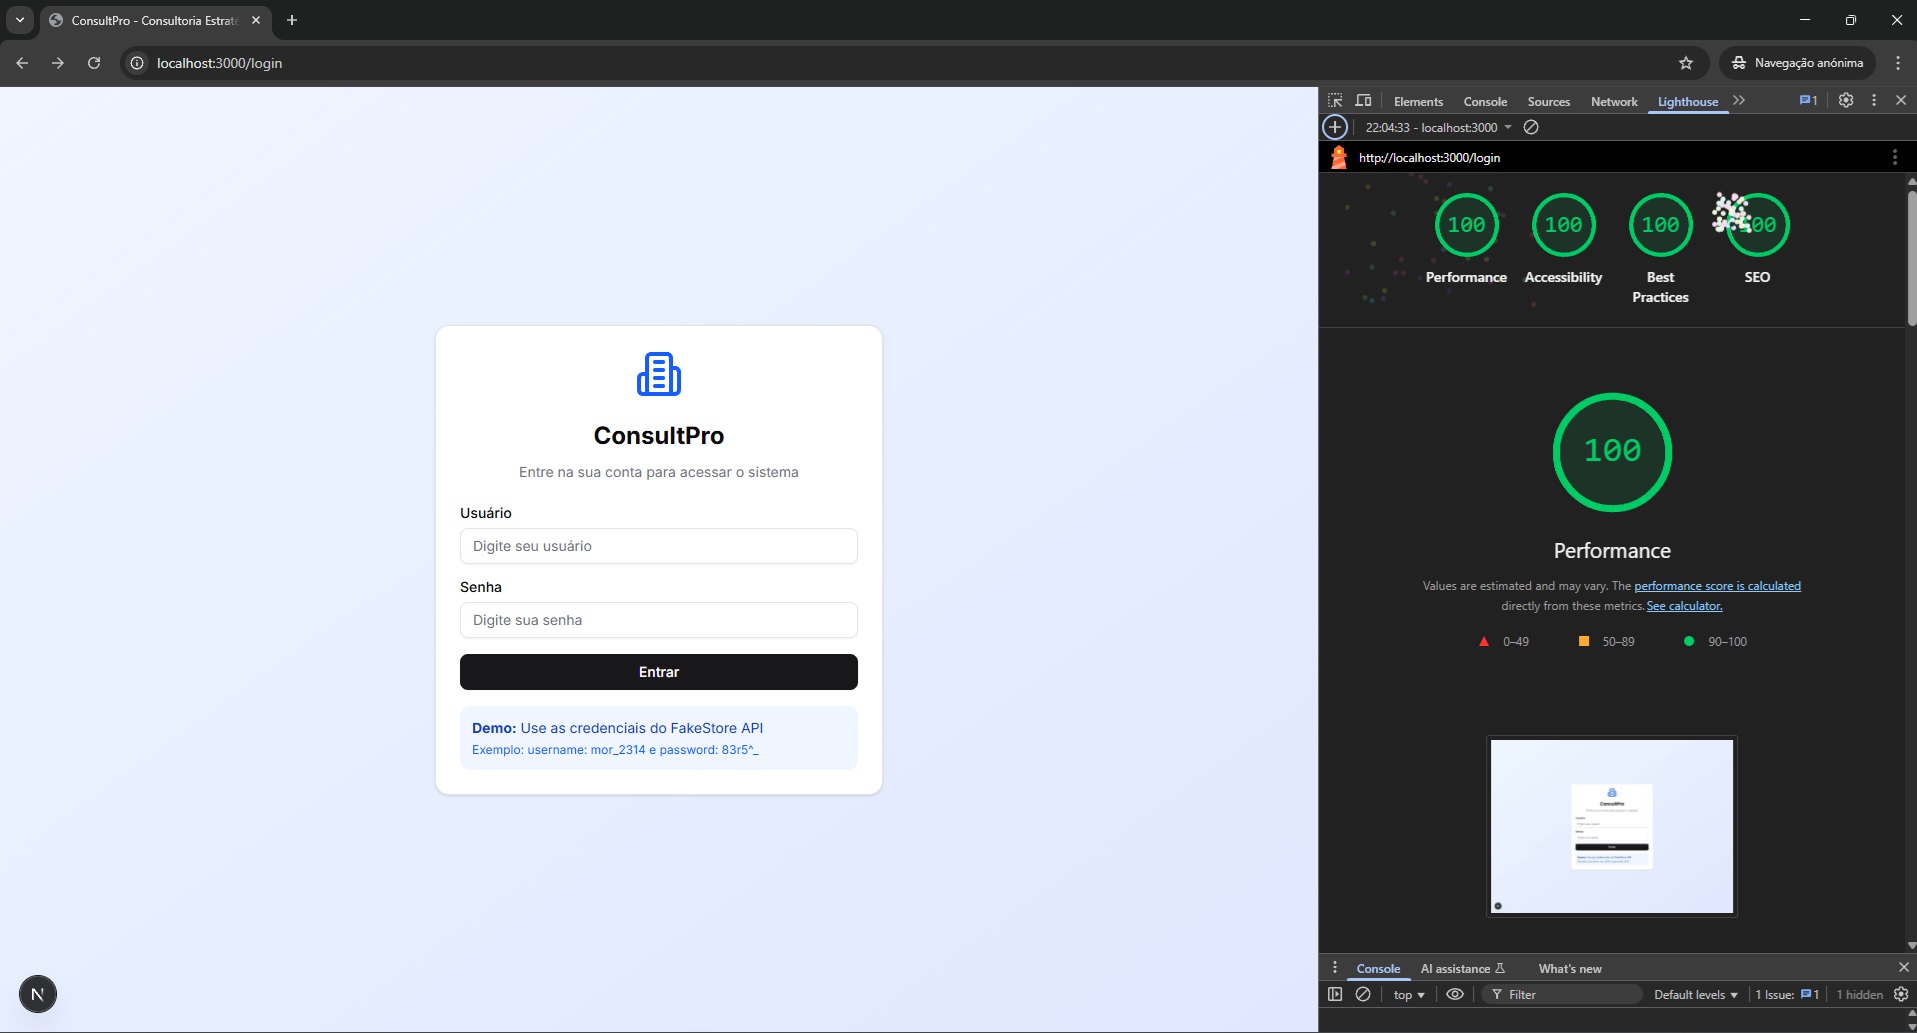 ConsultPro - Consultoria Estraté
localhost:3000/login
Navegação anónima
ConsultPro
Entre na sua conta para acessar o sistema
Usuário
Digite seu usuário
Senha
Digite sua senha
Entrar
Demo: Use as credenciais do FakeStore API
Exemplo: username: mor_2314 e password: 83r5^_
N
Elements Console Sources Network Lighthouse 1
22:04:33 - localhost:3000
http://localhost:3000/login
100 100 100 100
Performance Accessibility Best Practices SEO
100
Performance
Values are estimated and may vary. The performance score is calculated
directly from these metrics. See calculator.
0–49 50–89 90–100
Console AI assistance What's new
top Filter Default levels 1 Issue: 1 1 hidden